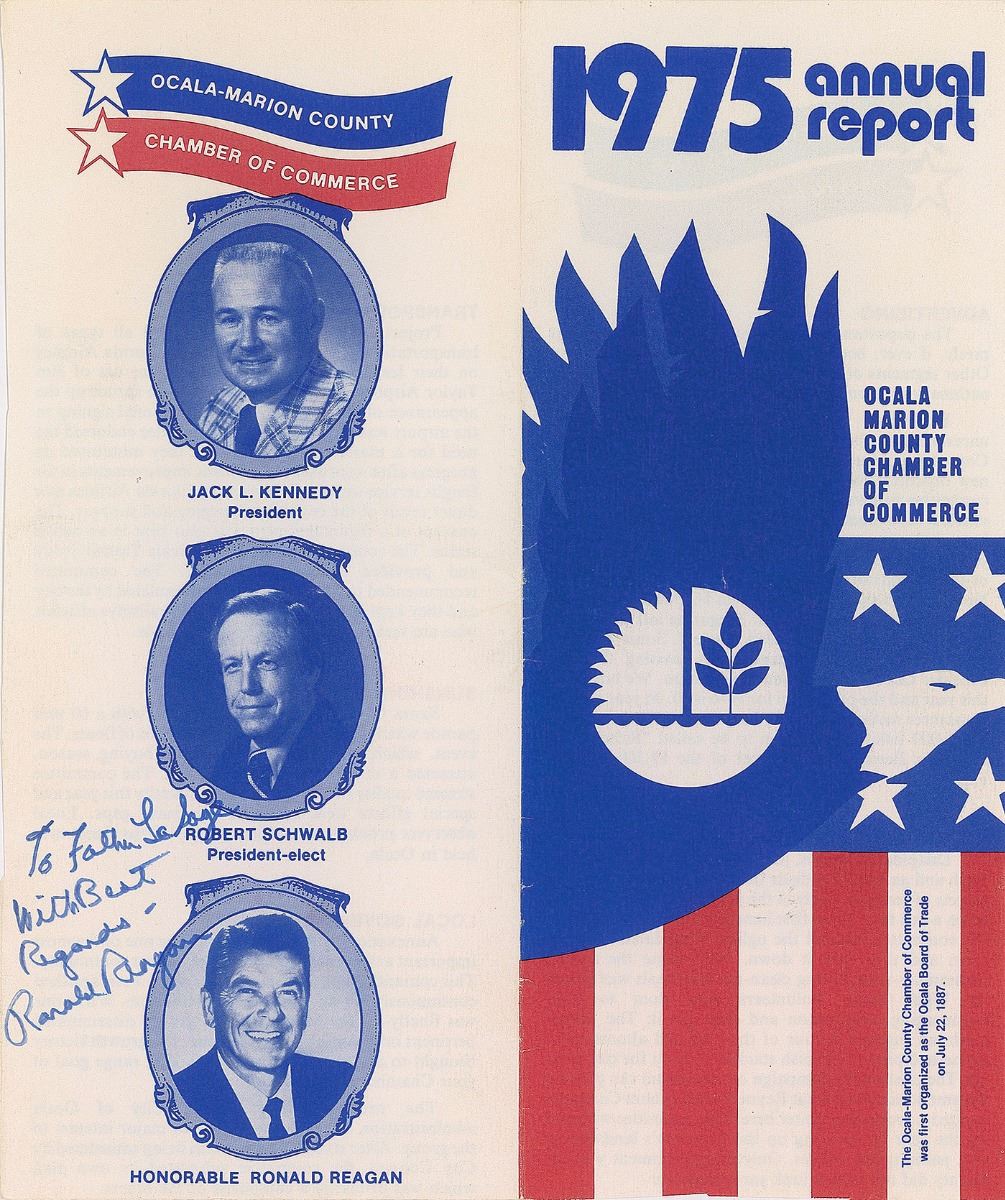 OCALA-MARION COUNTY
CHAMBER OF COMMERCE
JACK L. KENNEDY
President
ROBERT SCHWALB
President-elect
To Father
With Best
Regards -
Ronald Reagan
HONORABLE RONALD REAGAN
1975 annual
report
OCALA
MARION
COUNTY
CHAMBER
OF
COMMERCE
The Ocala-Marion County Chamber of Commerce
was first organized as the Ocala Board of Trade
on July 22, 1887.